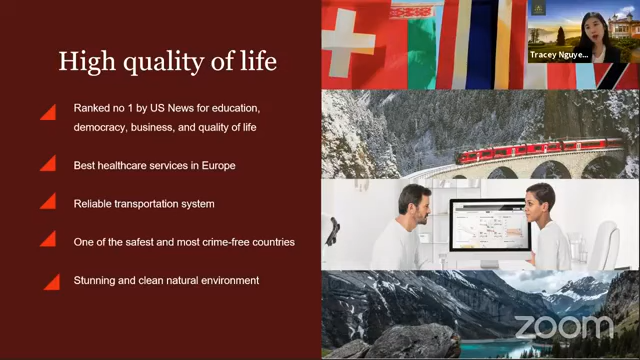 High quality of life
Ranked no 1 by US News for education,
democracy, business, and quality of life
Best healthcare services in Europe
Reliable transportation system
One of the safest and most crime-free countries
Stunning and clean natural environment
Tracey Nguye...
zoom